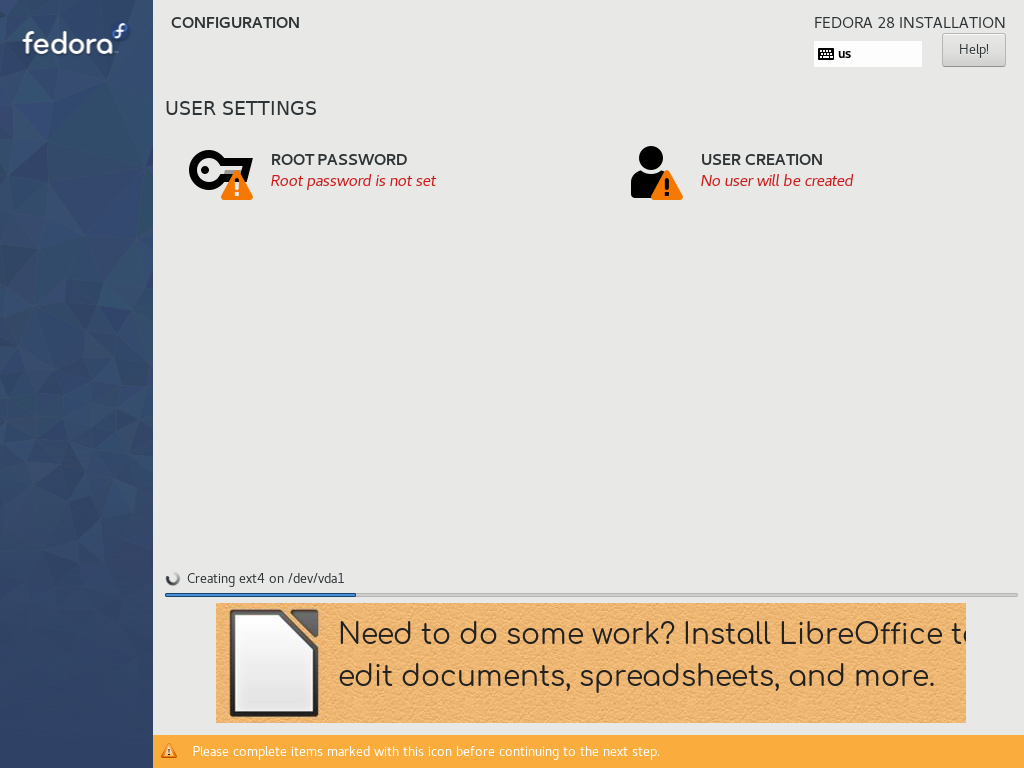 fedora
CONFIGURATION
FEDORA 28 INSTALLATION
us
Help!
USER SETTINGS
ROOT PASSWORD
Root password is not set
USER CREATION
No user will be created
Creating ext4 on /dev/vda1
Need to do some work? Install LibreOffice to
edit documents, spreadsheets, and more.
Please complete items marked with this icon before continuing to the next step.